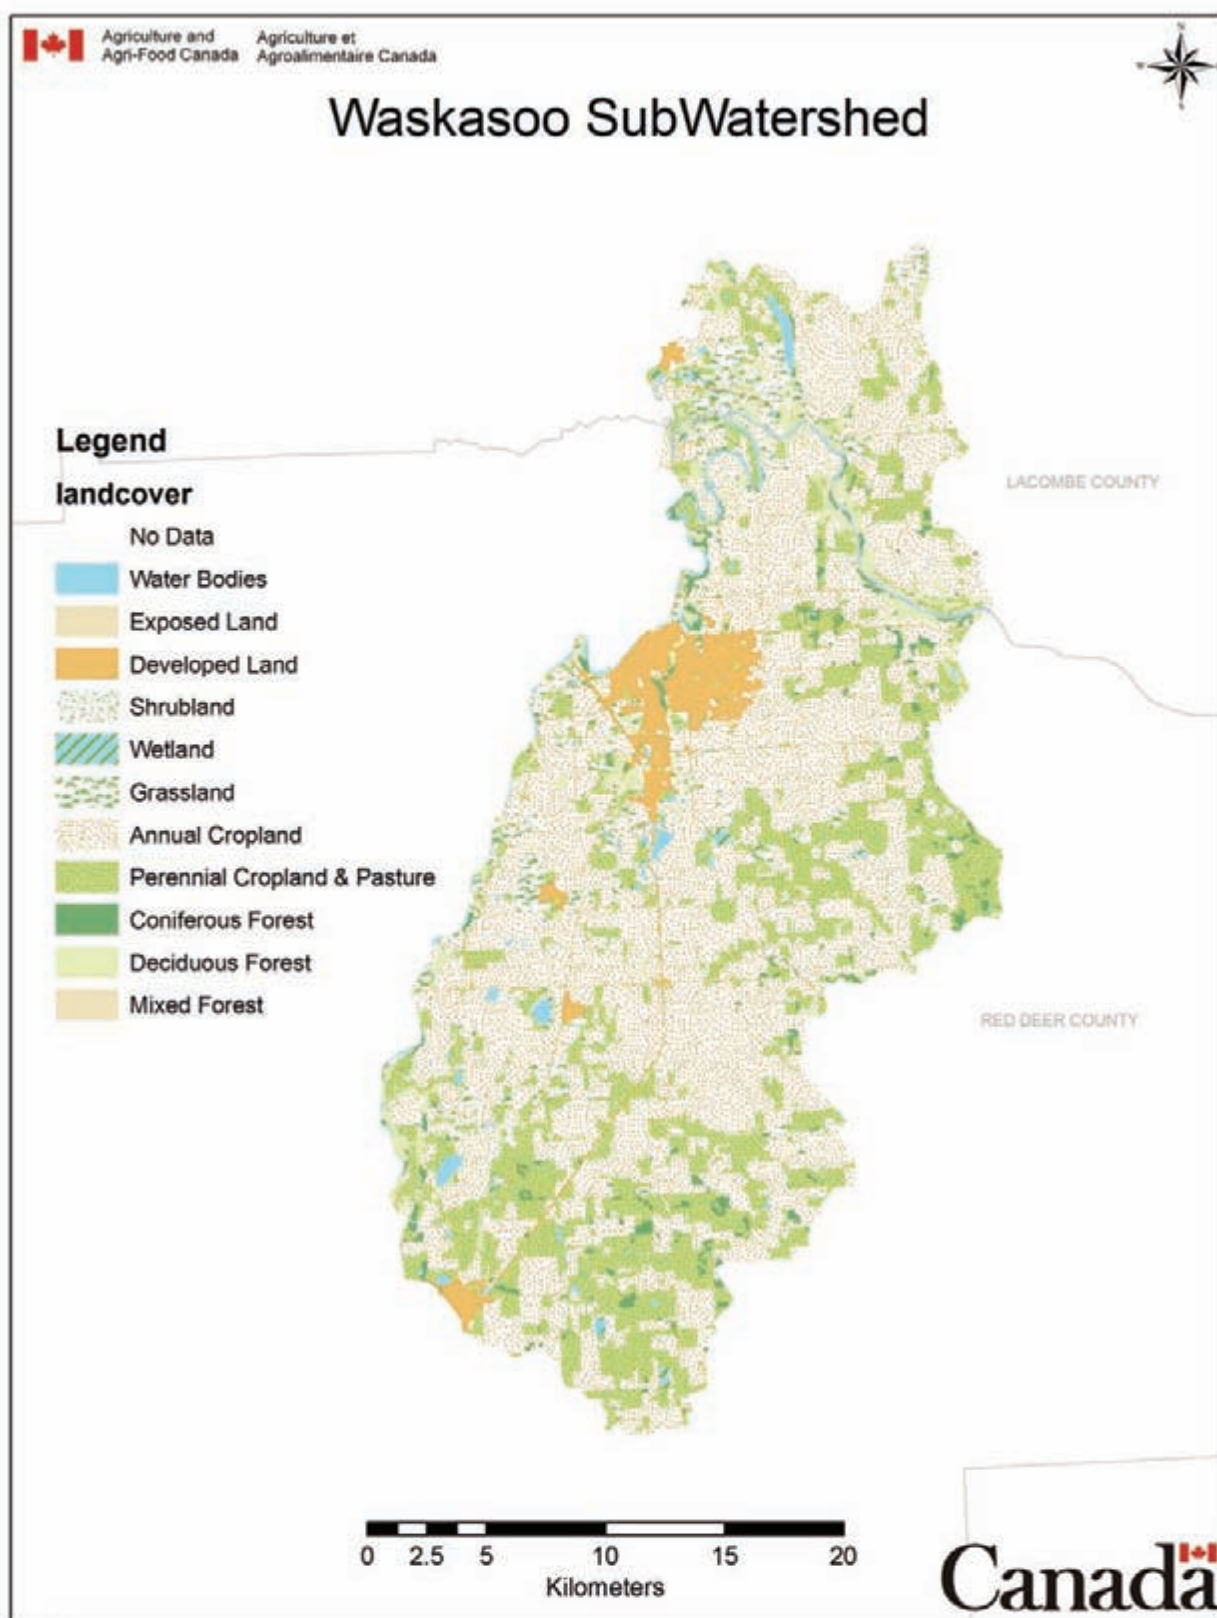 Agriculture and Agriculture et
Agri-Food Canada Agroalimentaire Canada
N
Waskasoo SubWatershed
Legend
landcover
No Data
Water Bodies
Exposed Land
Developed Land
Shrubland
Wetland
Grassland
Annual Cropland
Perennial Cropland & Pasture
Coniferous Forest
Deciduous Forest
Mixed Forest
LACOMBE COUNTY
RED DEER COUNTY
0 2.5 5 10 15 20
Kilometers
Canada